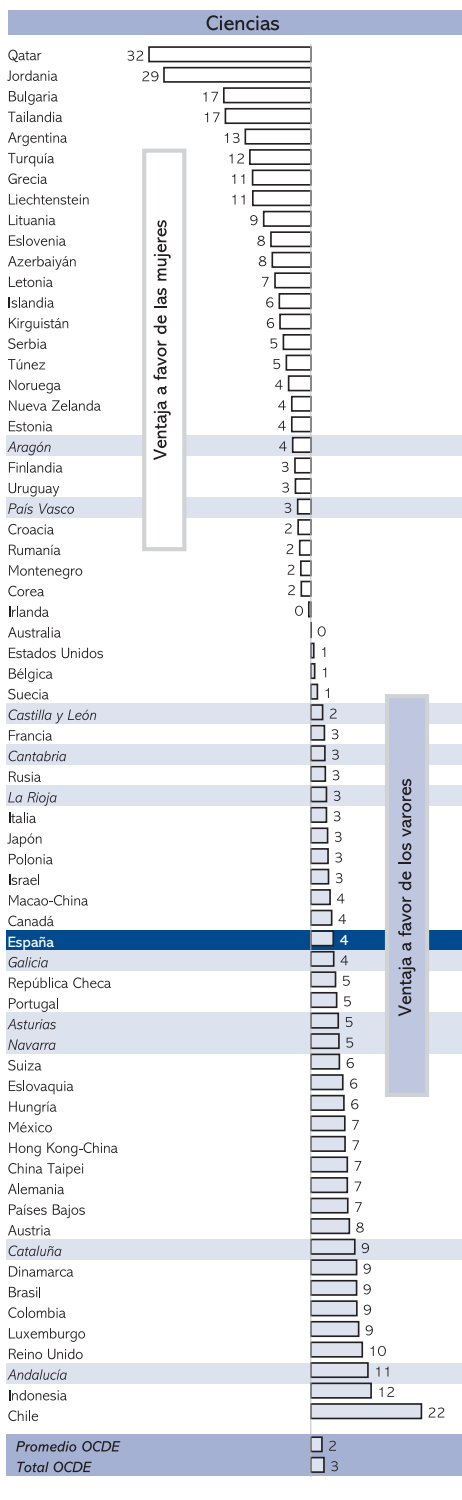 Ciencias
Qatar 32
Jordania 29
Bulgaria 17
Tailandia 17
Argentina 13
Turquía 12
Grecia 11
Liechtenstein 11
Lituania 9
Eslovenia 8
Azerbaiyán 8
Letonia 7
Islandia 6
Kirguistán 6
Serbia 5
Túnez 5
Noruega 4
Nueva Zelanda 4
Estonia 4
Aragón 4
Finlandia 3
Uruguay 3
País Vasco 3
Croacia 2
Rumanía 2
Montenegro 2
Corea 2
Irlanda 0
Australia 0
Estados Unidos 1
Bélgica 1
Suecia 1
Castilla y León 2
Francia 3
Cantabria 3
Rusia 3
La Rioja 3
Italia 3
Japón 3
Polonia 3
Israel 3
Macao-China 4
Canadá 4
España 4
Galicia 4
República Checa 5
Portugal 5
Asturias 5
Navarra 5
Suiza 6
Eslovaquia 6
Hungría 6
México 7
Hong Kong-China 7
China Taipei 7
Alemania 7
Países Bajos 7
Austria 8
Cataluña 9
Dinamarca 9
Brasil 9
Colombia 9
Luxemburgo 9
Reino Unido 10
Andalucía 11
Indonesia 12
Chile 22
Promedio OCDE 2
Total OCDE 3
Ventaja a favor de las mujeres
Ventaja a favor de los varores